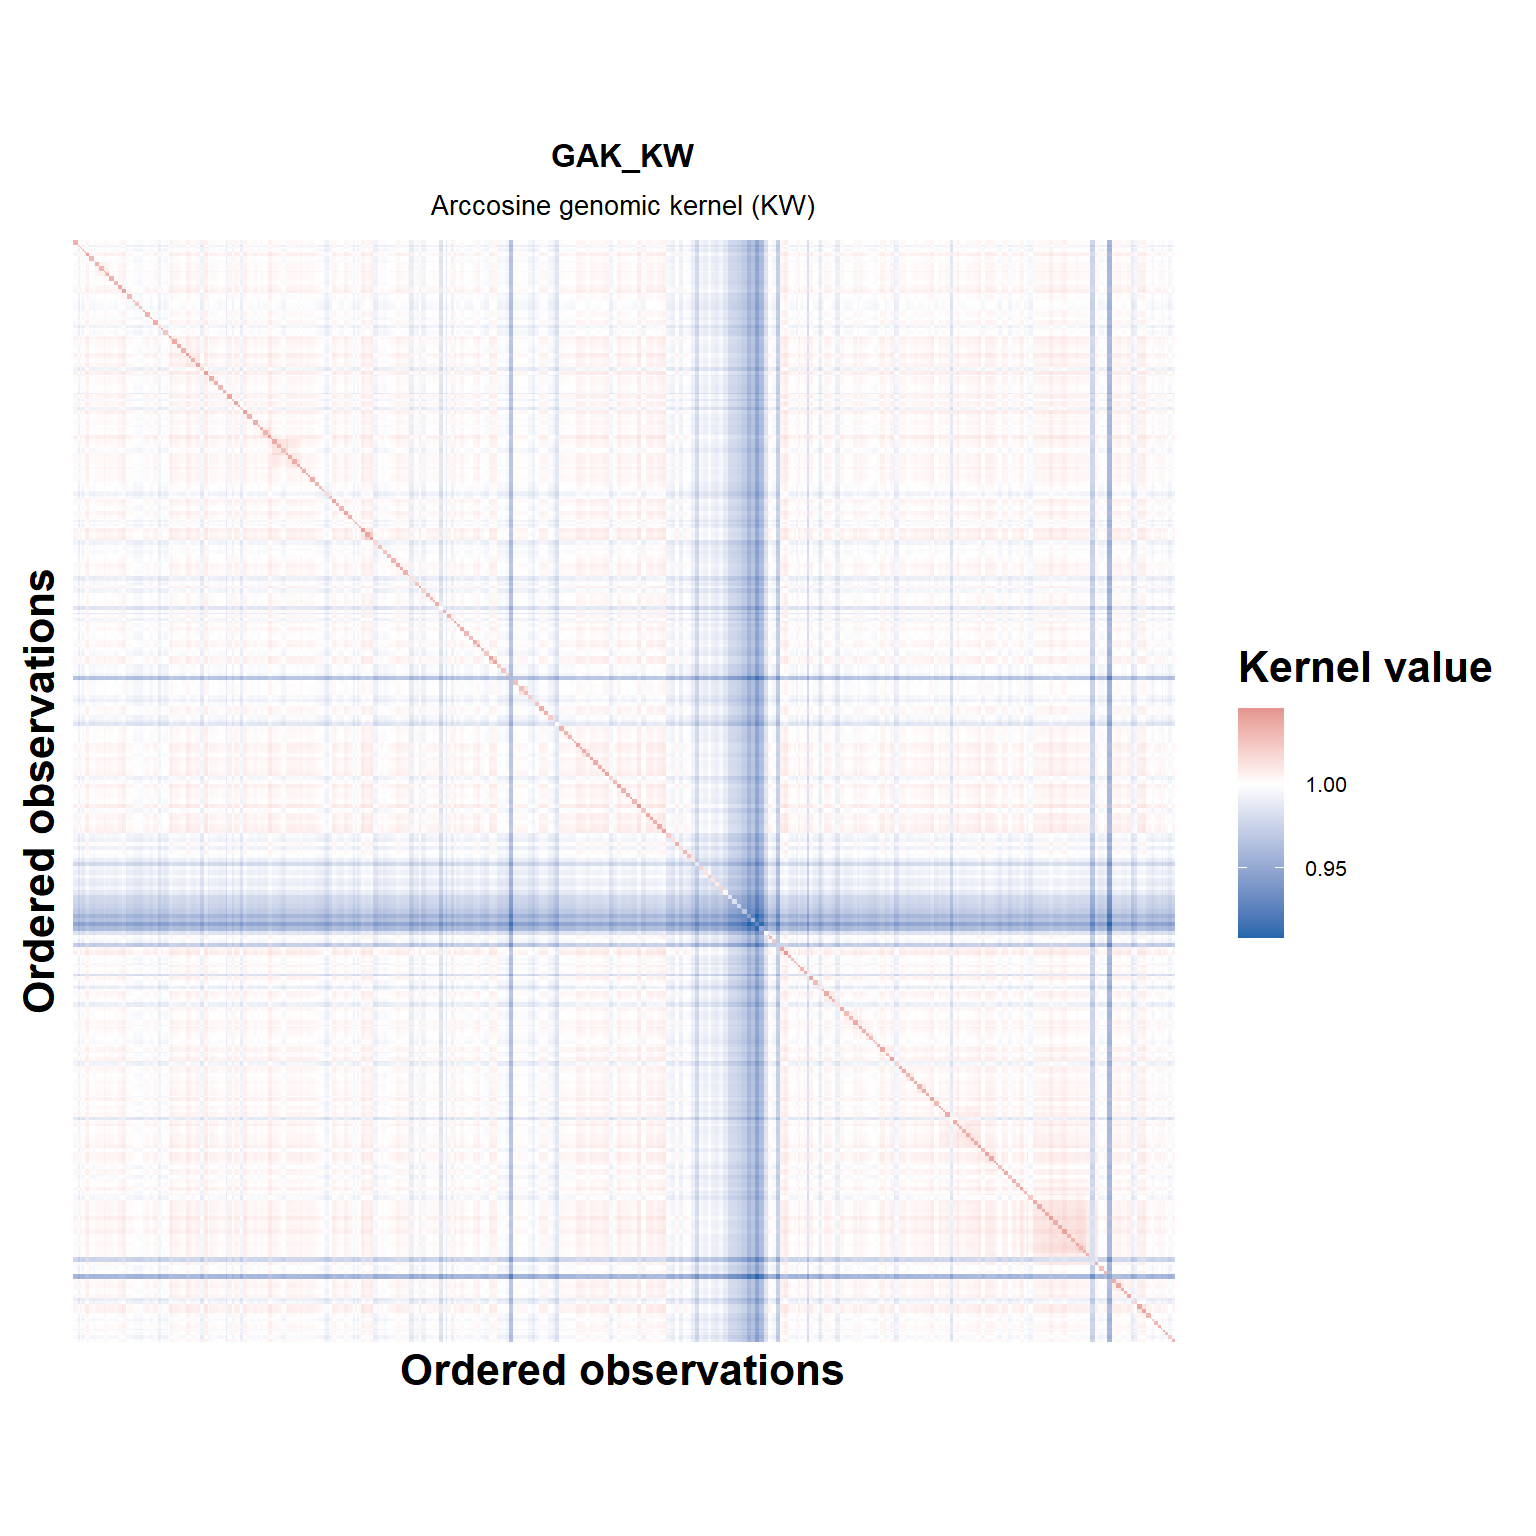 GAK_KW
Arccosine genomic kernel (KW)
Ordered observations
Ordered observations
Kernel value
1.00
0.95